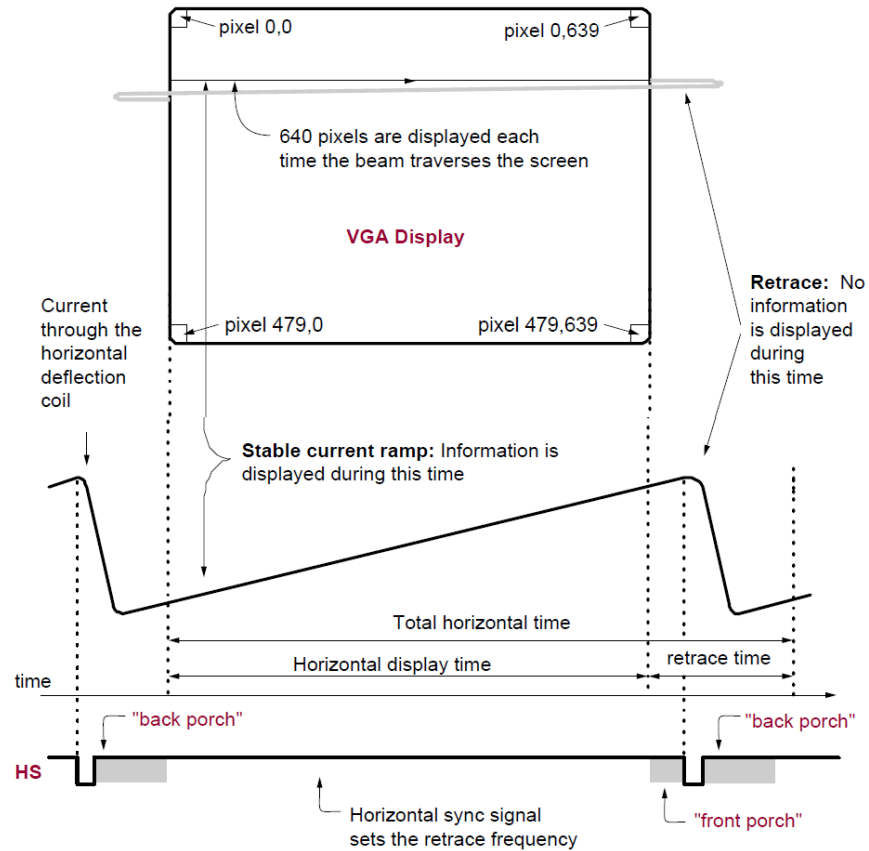 pixel 0,0
pixel 0,639
640 pixels are displayed each
time the beam traverses the screen
VGA Display
Retrace: No
information
is displayed
during
this time
Current
through the
horizontal
deflection
coil
pixel 479,0
pixel 479,639
Stable current ramp: Information is
displayed during this time
Total horizontal time
Horizontal display time
retrace time
time
"back porch"
"back porch"
HS
Horizontal sync signal
sets the retrace frequency
"front porch"